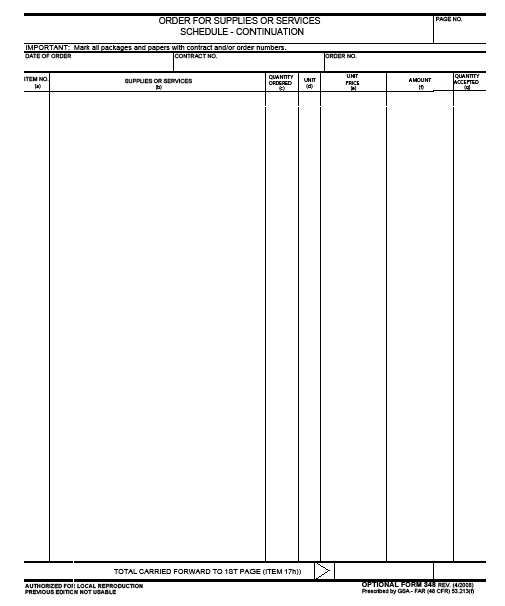 ORDER FOR SUPPLIES OR SERVICES
SCHEDULE - CONTINUATION
PAGE NO.
IMPORTANT: Mark all packages and papers with contract and/or order numbers.
DATE OF ORDER
CONTRACT NO.
ORDER NO.
ITEM NO.
(a)
SUPPLIES OR SERVICES
(b)
QUANTITY
ORDERED
(c)
UNIT
(d)
UNIT
PRICE
(e)
AMOUNT
(f)
QUANTITY
ACCEPTED
(g)
TOTAL CARRIED FORWARD TO 1ST PAGE (ITEM 17h))
AUTHORIZED FOR LOCAL REPRODUCTION
PREVIOUS EDITION NOT USABLE
OPTIONAL FORM 348 REV. (4/2006)
Prescribed by GSA - FAR (48 CFR) 53.213(f)